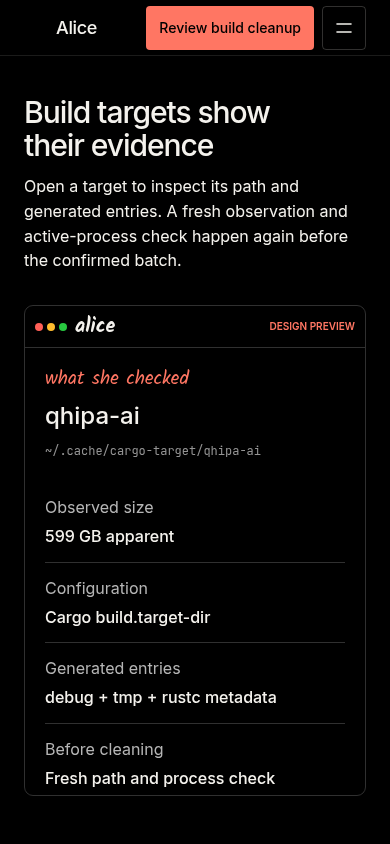 Alice
Review build cleanup
Build targets show
their evidence
Open a target to inspect its path and
generated entries. A fresh observation and
active-process check happen again before
the confirmed batch.
alice
DESIGN PREVIEW
what she checked
qhipa-ai
~/.cache/cargo-target/qhipa-ai
Observed size
599 GB apparent
Configuration
Cargo build.target-dir
Generated entries
debug + tmp + rustc metadata
Before cleaning
Fresh path and process check